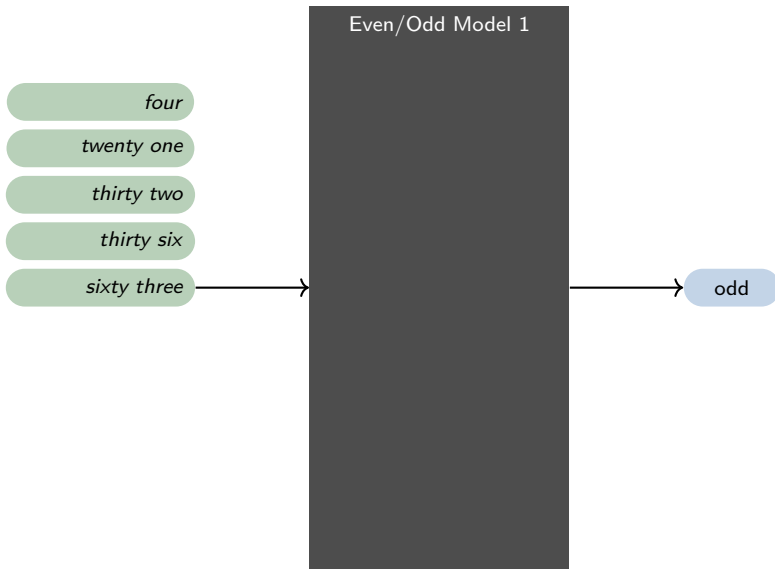 Even/Odd Model 1
four
twenty one
thirty two
thirty six
sixty three
odd